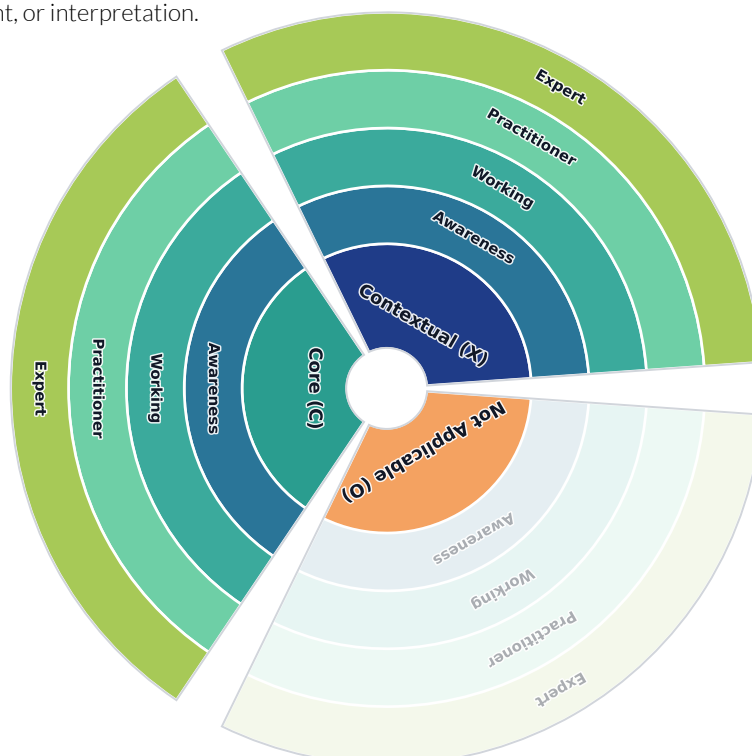 nt, or interpretation.
Expert
Practitioner
Working
Awareness
Contextual (X)
Expert
Practitioner
Working
Awareness
Core (C)
Not Applicable (O)
Awareness
Working
Practitioner
Expert